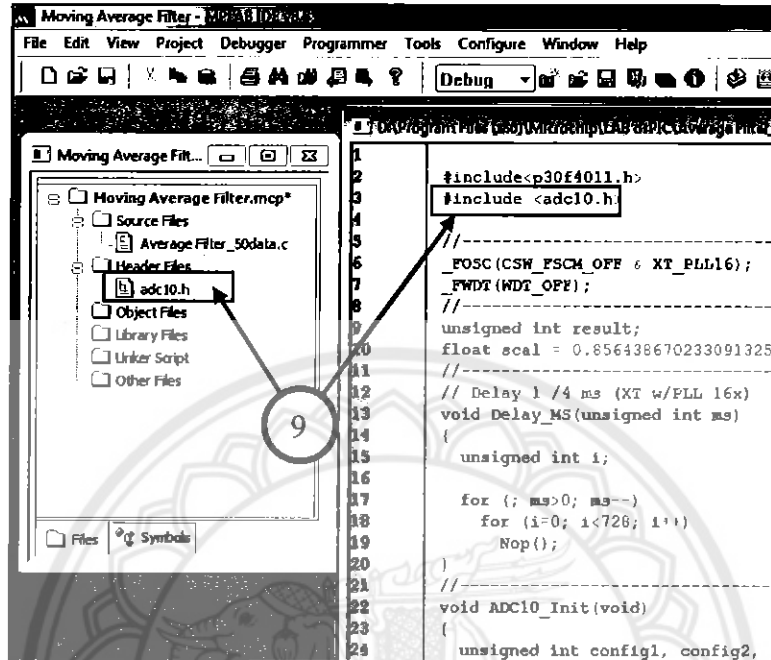 Moving Average Filter - MPLAB IDE
File Edit View Project Debugger Programmer Tools Configure Window Help
Debug
Moving Average Filt...
Moving Average Filter.mcp*
Source Files
Average Filter_50data.c
Header Files
adc10.h
Object Files
Library Files
Linker Script
Other Files
Files Symbols
9
1
2 #include<p30f4011.h>
3 #include <adc10.h>
4
5 //--------------------------------
6 _FOSC(CSW_FSCM_OFF & XT_PLL16);
7 _FWDT(WDT_OFF);
8 //--------------------------------
9 unsigned int result;
10 float scal = 0.856438670233091325
11 //--------------------------------
12 // Delay 1 /4 ms (XT w/PLL 16x)
13 void Delay_MS(unsigned int ms)
14 {
15 unsigned int i;
16
17 for (; ms>0; ms--)
18 for (i=0; i<728; i++)
19 Nop();
20 }
21 //--------------------------------
22 void ADC10_Init(void)
23 {
24 unsigned int config1, config2,